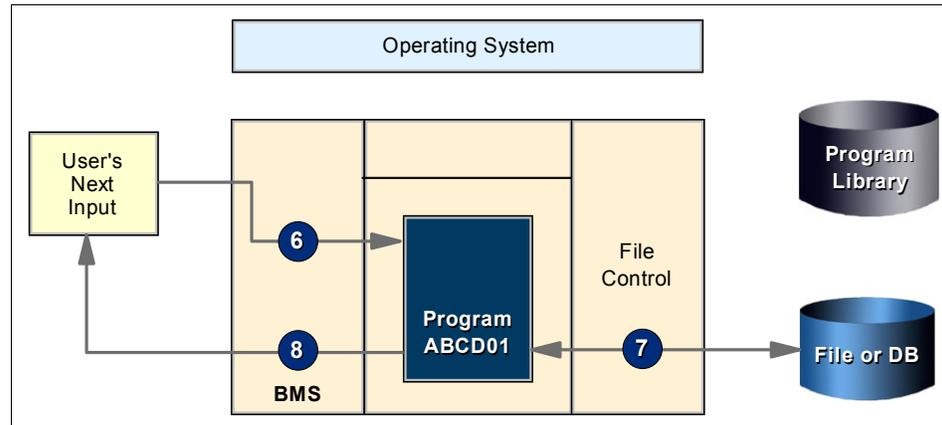 Operating System
User's
Next
Input
Program
Library
6
File
Control
Program
ABCD01
7
File or DB
8
BMS